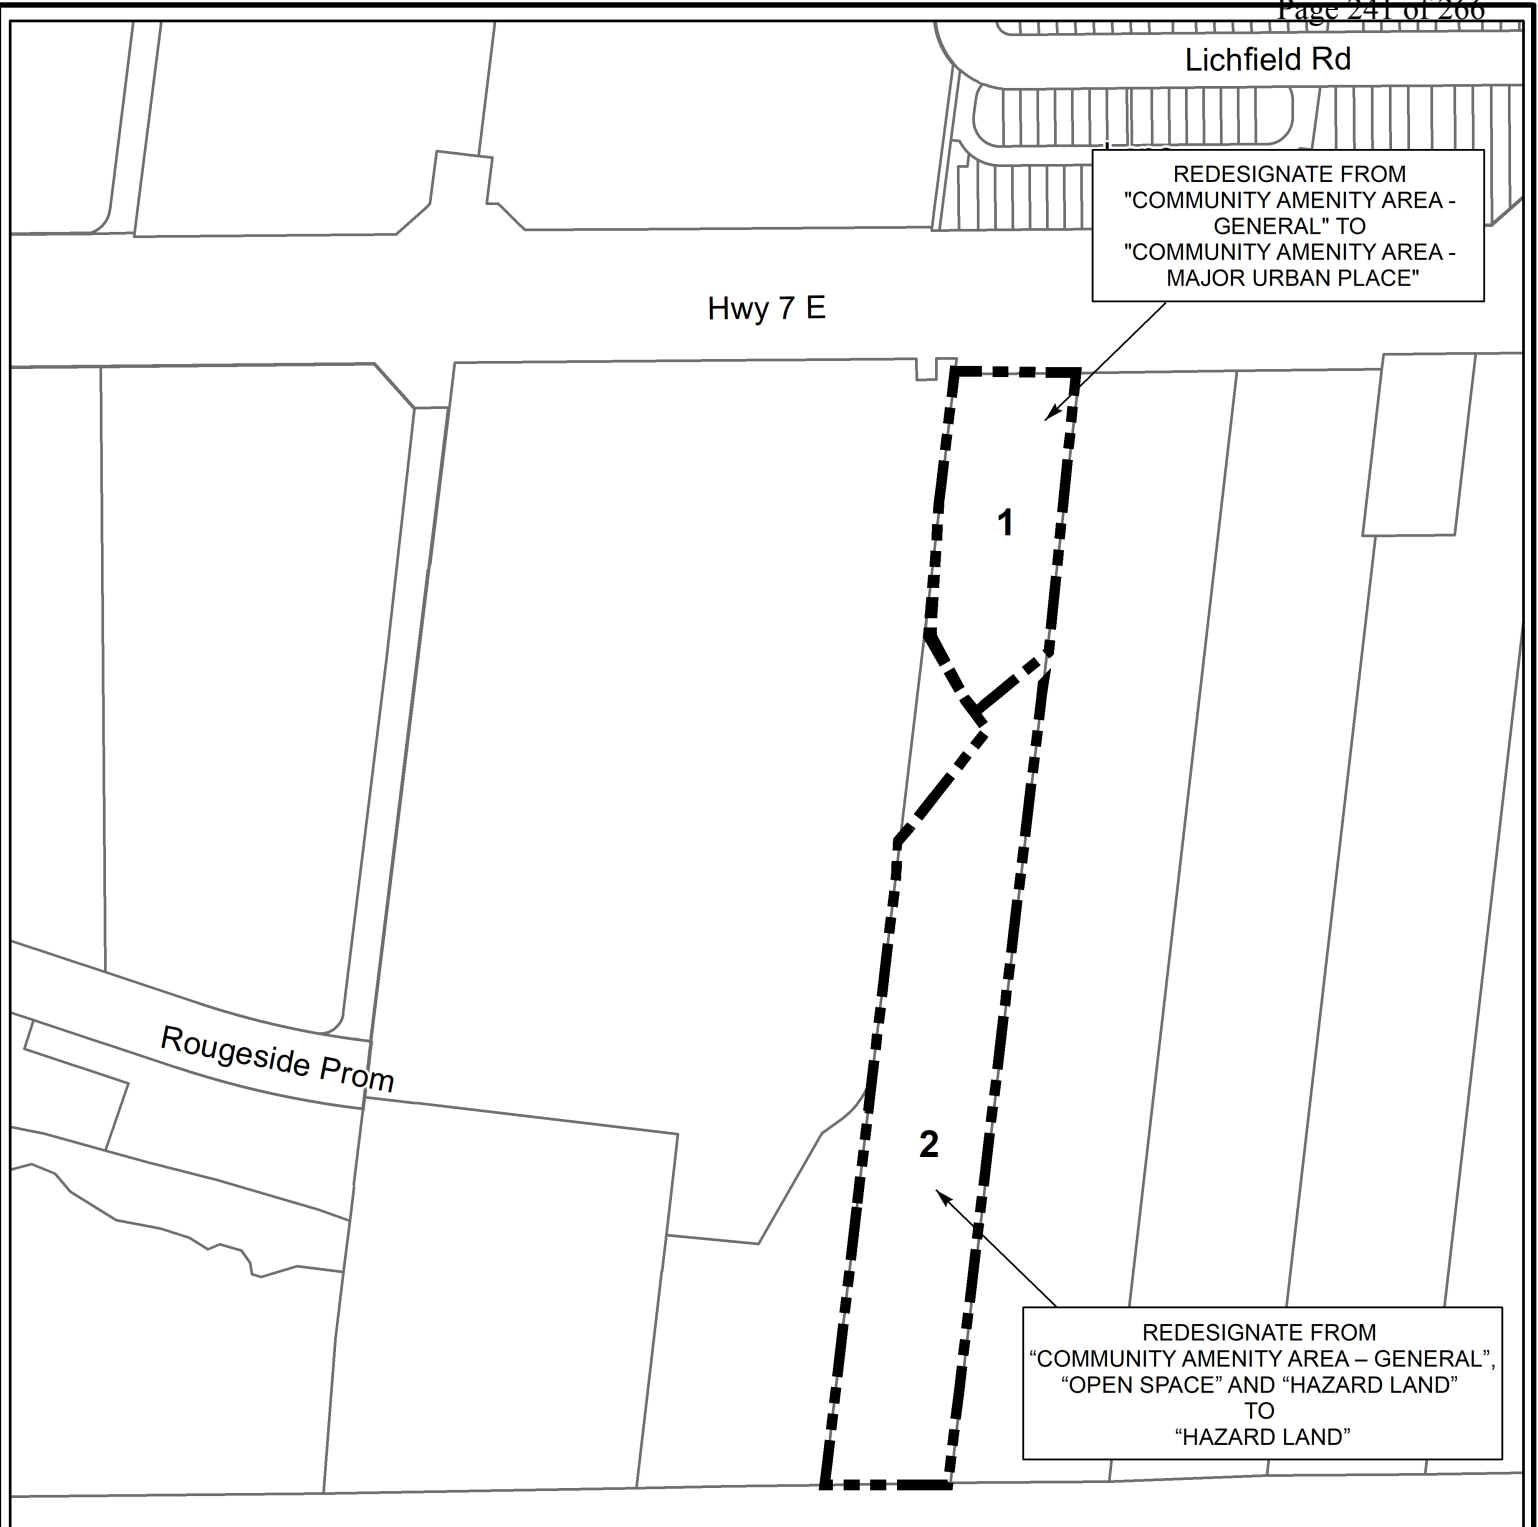 Page 241 of 266
Lichfield Rd
REDESIGNATE FROM
"COMMUNITY AMENITY AREA -
GENERAL" TO
"COMMUNITY AMENITY AREA -
MAJOR URBAN PLACE"
Hwy 7 E
1
Rougeside Prom
2
REDESIGNATE FROM
“COMMUNITY AMENITY AREA – GENERAL”,
“OPEN SPACE” AND “HAZARD LAND”
TO
“HAZARD LAND”